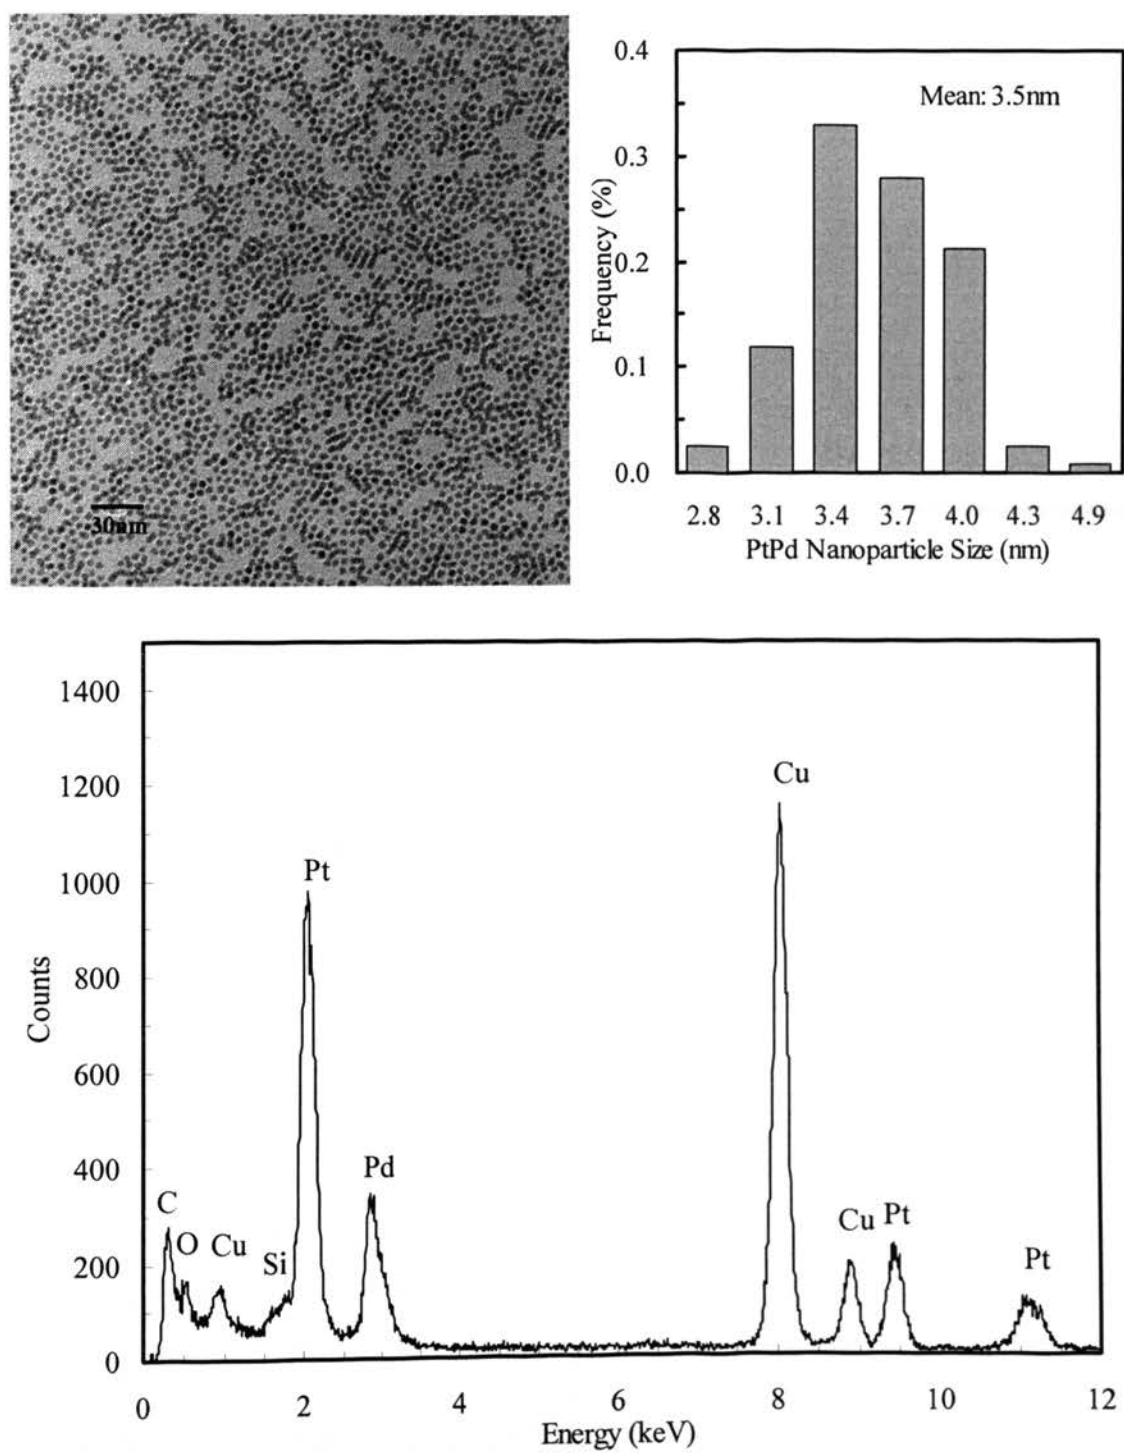 30nm
0.4
0.3
0.2
0.1
0.0
Frequency (%)
Mean: 3.5nm
2.8 3.1 3.4 3.7 4.0 4.3 4.9
PtPd Nanoparticle Size (nm)
1400
1200
1000
800
600
400
200
0
Counts
C
O
Cu
Si
Pt
Pd
Cu
Cu
Pt
Pt
0 2 4 6 8 10 12
Energy (keV)